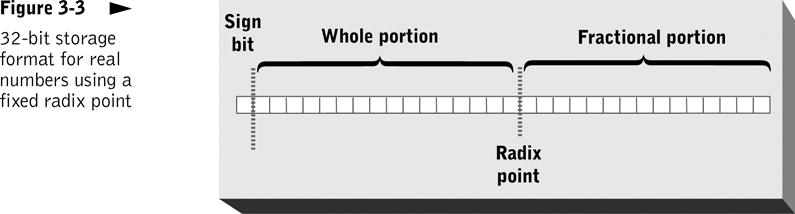 Figure 3-3 ►
32-bit storage
format for real
numbers using a
fixed radix point
Sign
bit
Whole portion
Fractional portion
Radix
point